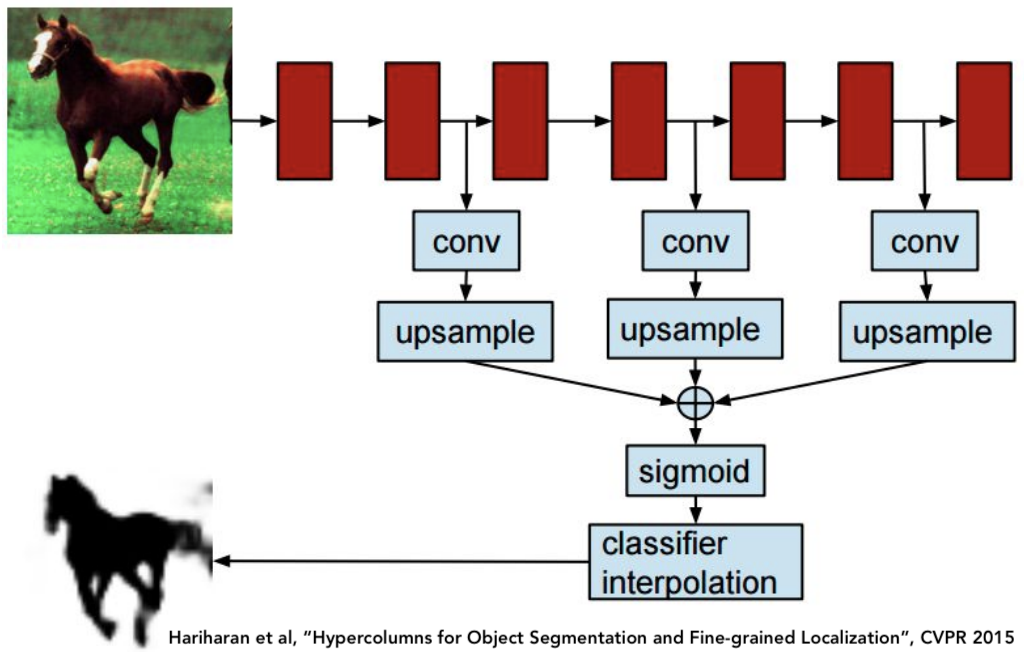 conv
conv
conv
upsample
upsample
upsample
sigmoid
classifier
interpolation
Hariharan et al, “Hypercolumns for Object Segmentation and Fine-grained Localization”, CVPR 2015